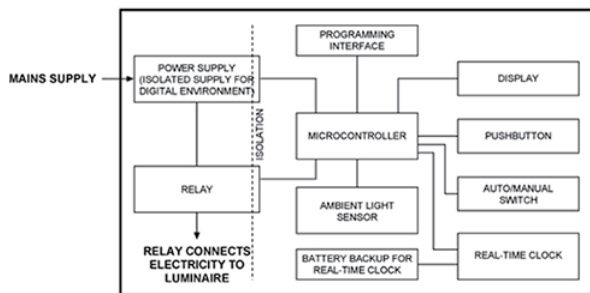 PROGRAMMING
INTERFACE
MAINS SUPPLY
POWER SUPPLY
(ISOLATED SUPPLY FOR
DIGITAL ENVIRONMENT)
DISPLAY
ISOLATION
MICROCONTROLLER
PUSHBUTTON
RELAY
AMBIENT LIGHT
SENSOR
AUTO/MANUAL
SWITCH
RELAY CONNECTS
ELECTRICITY TO
LUMINAIRE
BATTERY BACKUP FOR
REAL-TIME CLOCK
REAL-TIME CLOCK